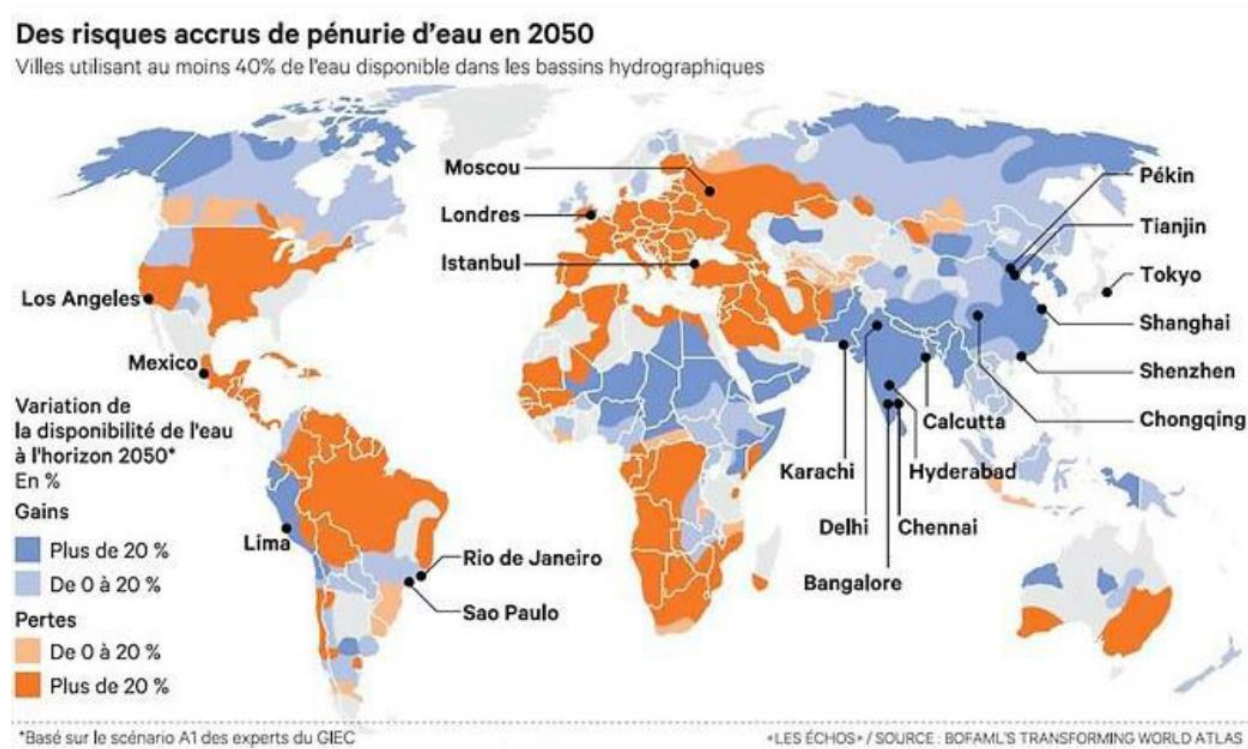 Des risques accrus de pénurie d'eau en 2050
Villes utilisant au moins 40% de l'eau disponible dans les bassins hydrographiques
Moscou
Londres
Istanbul
Los Angeles
Mexico
Pékin
Tianjin
Tokyo
Shanghai
Shenzhen
Chongqing
Calcutta
Karachi
Hyderabad
Delhi
Chennai
Bangalore
Lima
Rio de Janeiro
Sao Paulo
Variation de
la disponibilité de l'eau
à l'horizon 2050*
En %
Gains
Plus de 20 %
De 0 à 20 %
Pertes
De 0 à 20 %
Plus de 20 %
*Basé sur le scénario A1 des experts du GIEC
«LES ÉCHOS» / SOURCE : BOFAML'S TRANSFORMING WORLD ATLAS